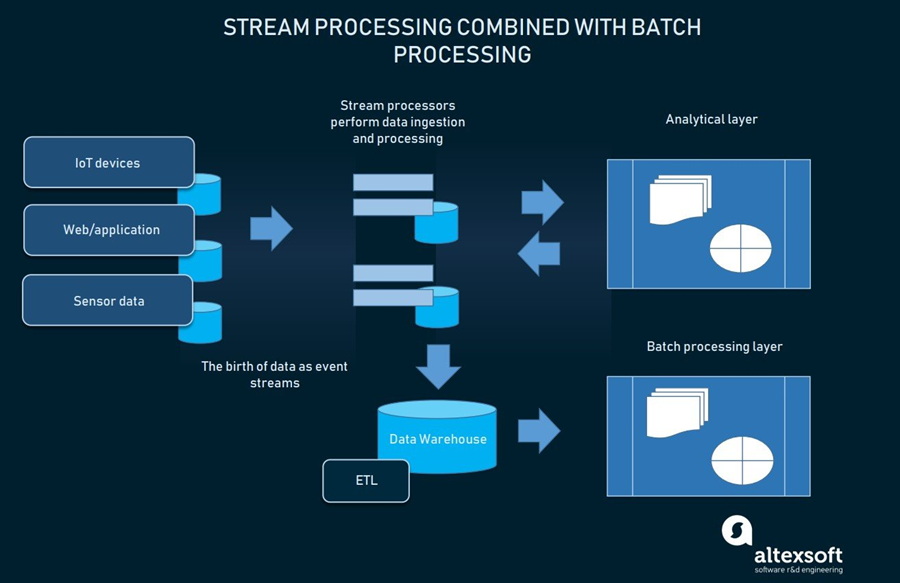 STREAM PROCESSING COMBINED WITH BATCH
PROCESSING
Stream processors
perform data ingestion
and processing
Analytical layer
IoT devices
Web/application
Sensor data
The birth of data as event
streams
Batch processing layer
Data Warehouse
ETL
altexsoft
software r&d engineering